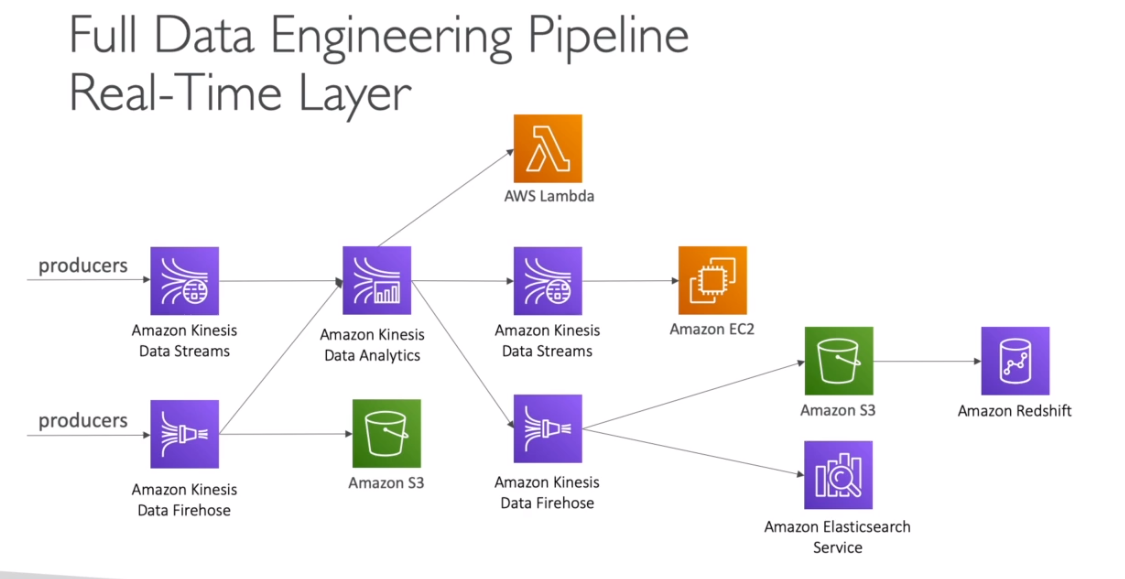 Full Data Engineering Pipeline
Real-Time Layer
AWS Lambda
producers
Amazon Kinesis
Data Streams
Amazon Kinesis
Data Analytics
Amazon Kinesis
Data Streams
Amazon EC2
producers
Amazon Kinesis
Data Firehose
Amazon S3
Amazon Kinesis
Data Firehose
Amazon S3
Amazon Redshift
Amazon Elasticsearch
Service